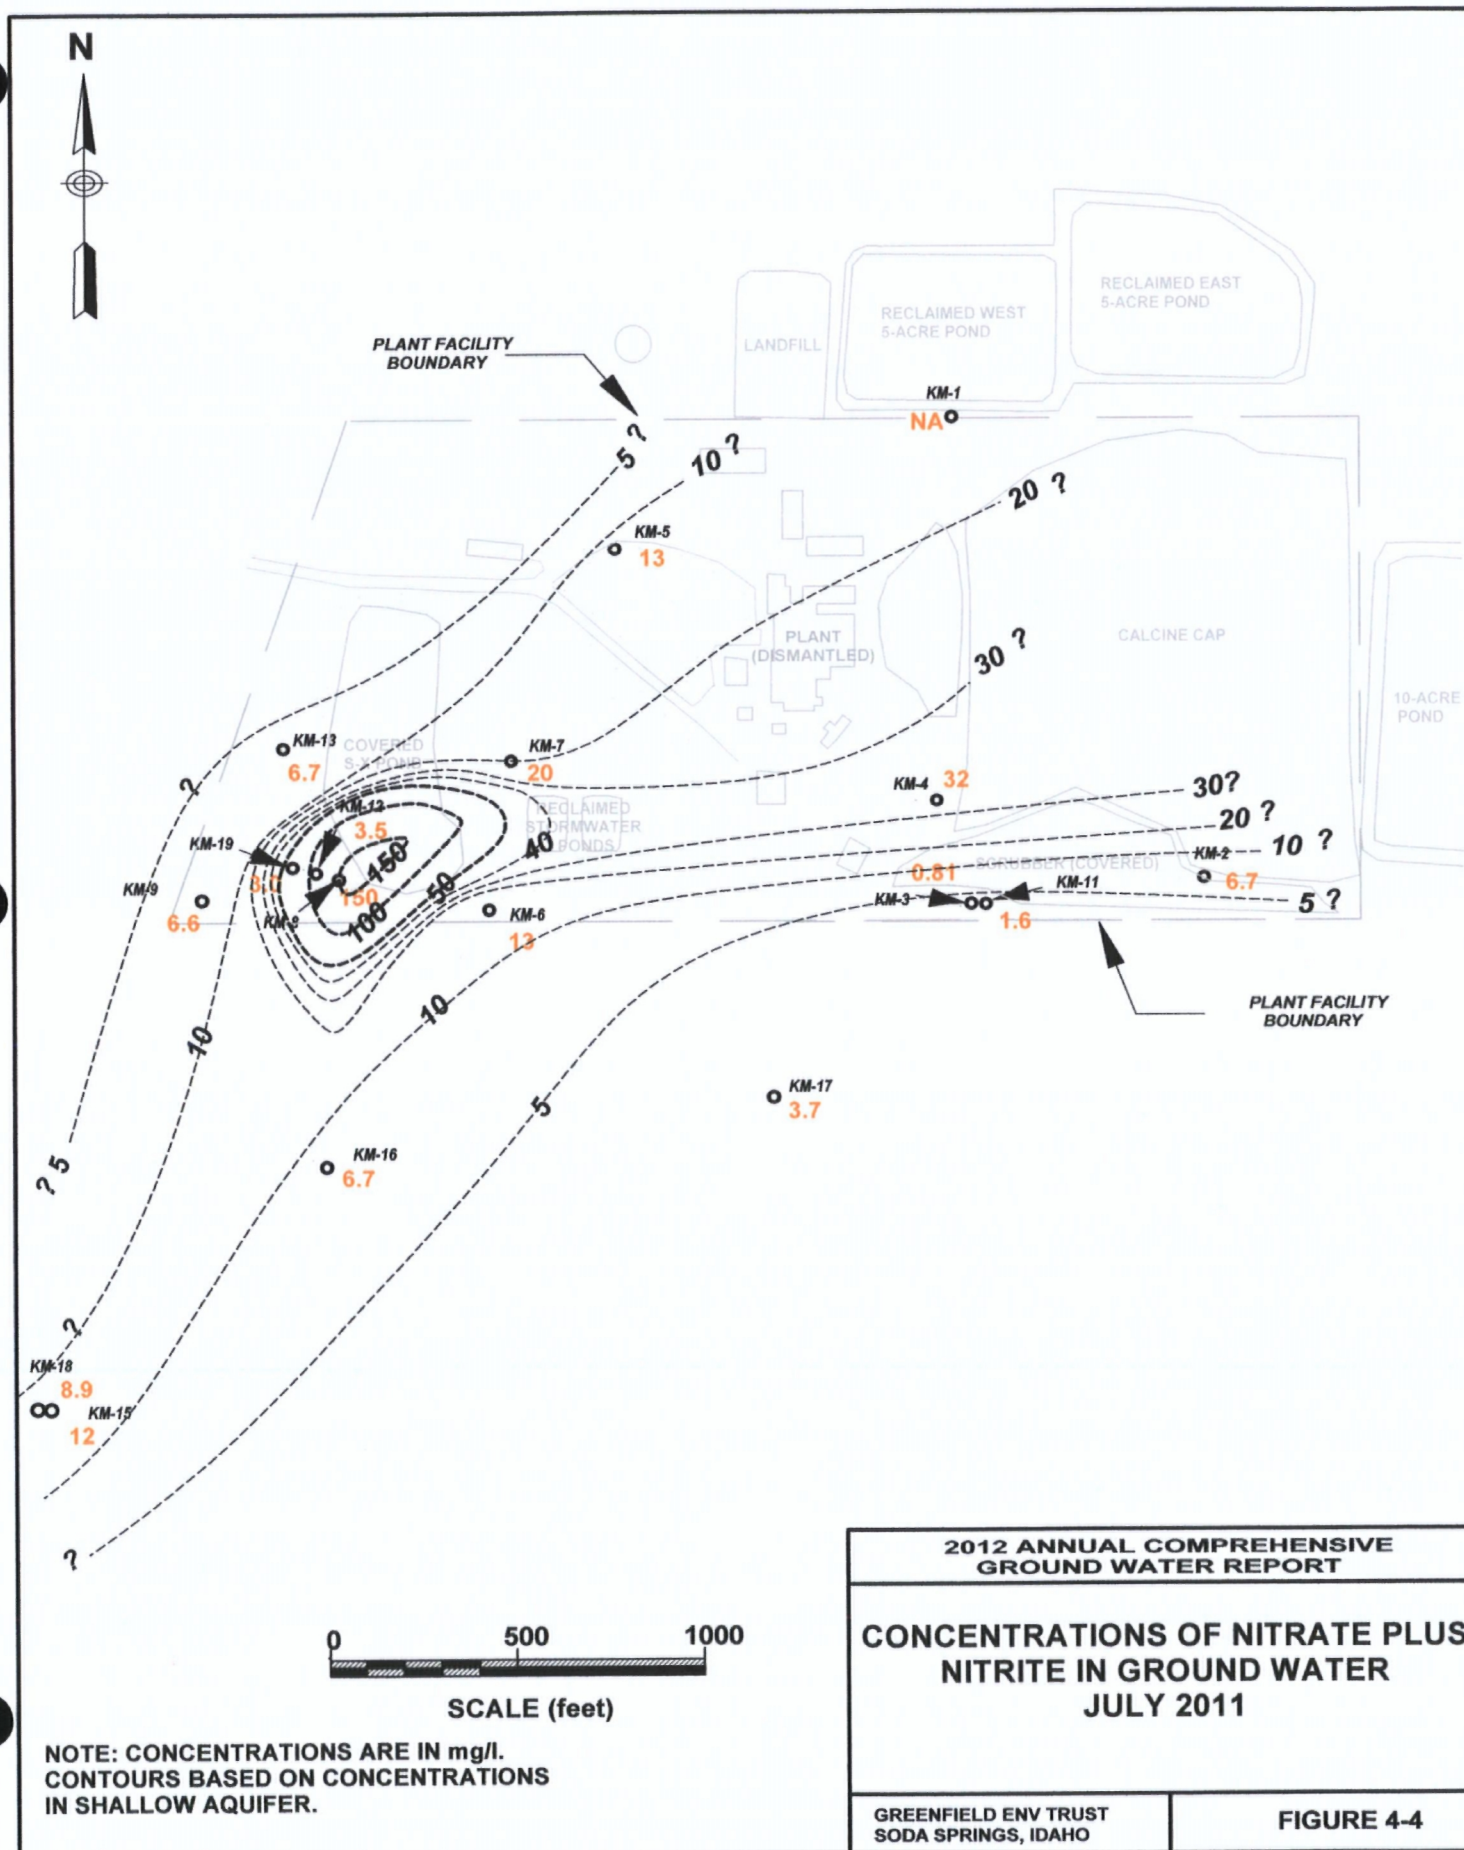 N
PLANT FACILITY
BOUNDARY
LANDFILL
RECLAIMED WEST
5-ACRE POND
RECLAIMED EAST
5-ACRE POND
KM-1
NA
5 ?
10 ?
20 ?
KM-5
13
PLANT
(DISMANTLED)
30 ?
CALCINE CAP
10-ACRE
POND
KM-13
6.7
COVERED
S-X POND
KM-7
20
?
KM-4
32
30?
20 ?
10 ?
KM-12
3.5
RECLAIMED
STORMWATER
PONDS
40
KM-19
150
KM-9
6.6
KM-8
150
50
100
KM-6
13
SCRUBBER (COVERED)
0.81
KM-3
KM-11
1.6
KM-2
6.7
5 ?
PLANT FACILITY
BOUNDARY
10
10
5
KM-17
3.7
KM-16
6.7
? 5
?
KM-18
8.9
KM-15
12
?
0 500 1000
SCALE (feet)
NOTE: CONCENTRATIONS ARE IN mg/l.
CONTOURS BASED ON CONCENTRATIONS
IN SHALLOW AQUIFER.
2012 ANNUAL COMPREHENSIVE
GROUND WATER REPORT
CONCENTRATIONS OF NITRATE PLUS
NITRITE IN GROUND WATER
JULY 2011
GREENFIELD ENV TRUST
SODA SPRINGS, IDAHO
FIGURE 4-4